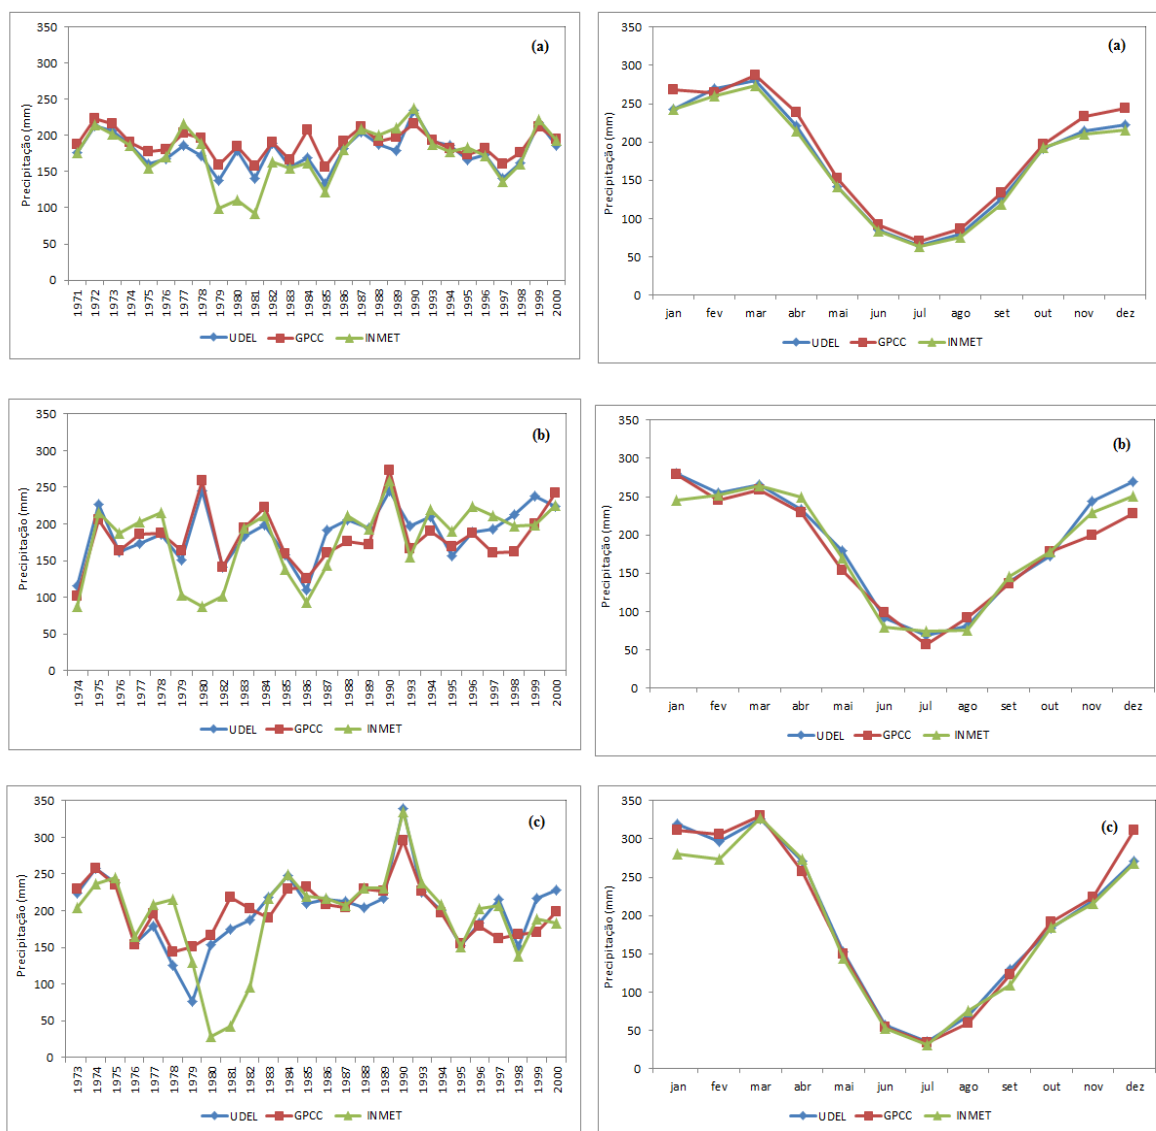 350
300
250
200
150
100
50
0
Precipitação (mm)
(a)
1971 1972 1973 1974 1975 1976 1977 1978 1979 1980 1981 1982 1983 1984 1985 1986 1987 1988 1989 1990 1993 1994 1995 1996 1997 1998 1999 2000
UDEL GPCC INMET
350
300
250
200
150
100
50
0
Precipitação (mm)
(a)
jan fev mar abr mai jun jul ago set out nov dez
UDEL GPCC INMET
350
300
250
200
150
100
50
0
Precipitação (mm)
(b)
1974 1975 1976 1977 1978 1979 1980 1982 1983 1984 1985 1986 1987 1988 1989 1990 1993 1994 1995 1996 1997 1998 1999 2000
UDEL GPCC INMET
350
300
250
200
150
100
50
0
Precipitação (mm)
(b)
jan fev mar abr mai jun jul ago set out nov dez
UDEL GPCC INMET
350
300
250
200
150
100
50
0
Precipitação (mm)
(c)
1973 1974 1975 1976 1977 1978 1979 1980 1981 1982 1983 1984 1985 1986 1987 1988 1989 1990 1993 1994 1995 1996 1997 1998 1999 2000
UDEL GPCC INMET
350
300
250
200
150
100
50
0
Precipitação (mm)
(c)
jan fev mar abr mai jun jul ago set out nov dez
UDEL GPCC INMET